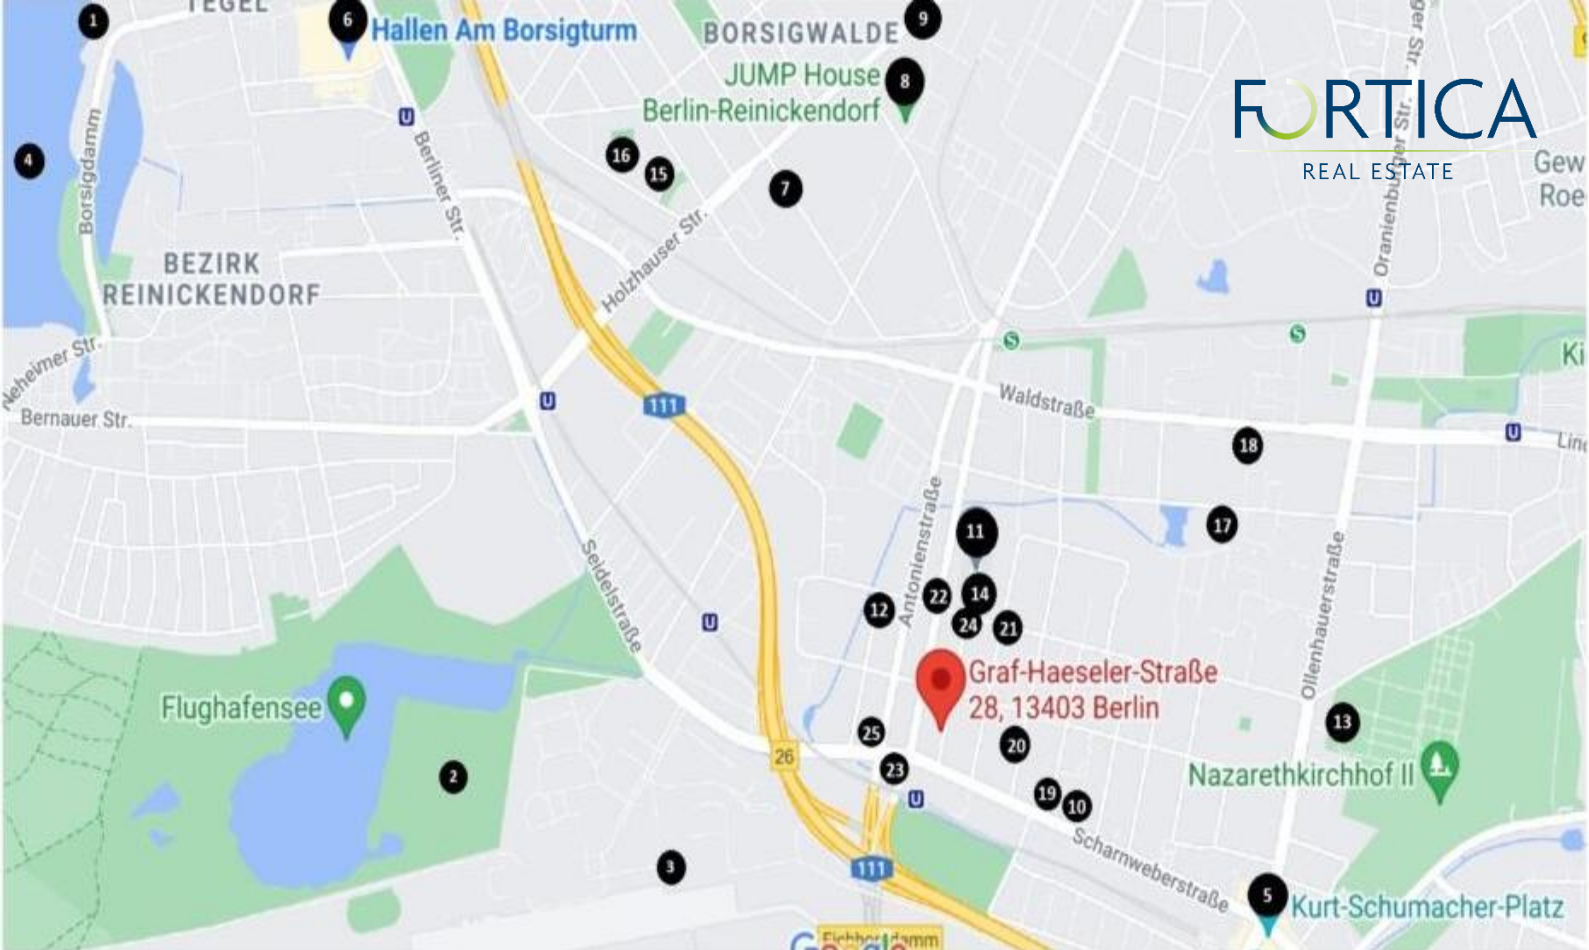 TEGEL
1
6
Hallen Am Borsigturm
BORSIGWALDE
9
JUMP House
Berlin-Reinickendorf
8
FORTICA
REAL ESTATE
U
4
Borsigdamm
Berliner Str.
16
15
7
Holzhauser Str.
Oranienburger Str.
BEZIRK
REINICKENDORF
U
S
S
Neheimer Str.
Bernauer Str.
U
111
Waldstraße
18
U
17
Antonienstraße
11
Seidelstraße
U
12
22
14
24
21
Ollenhauerstraße
Graf-Haeseler-Straße
28, 13403 Berlin
Flughafensee
2
25
26
23
U
20
13
19
10
Nazarethkirchhof II
Scharnweberstraße
3
111
5
Kurt-Schumacher-Platz